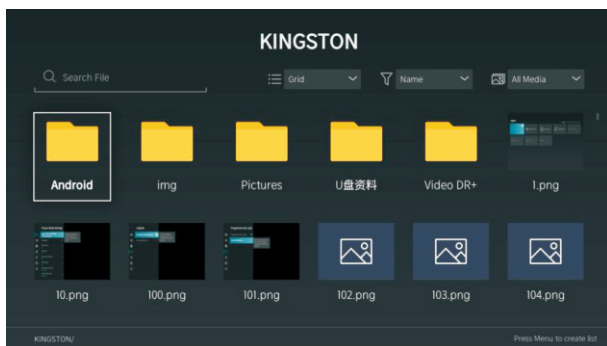 KINGSTON
Search File
Grid
Name
All Media
Android
img
Pictures
U盘资料
Video DR+
1.png
10.png
100.png
101.png
102.png
103.png
104.png
KINGSTON/
Press Menu to create list